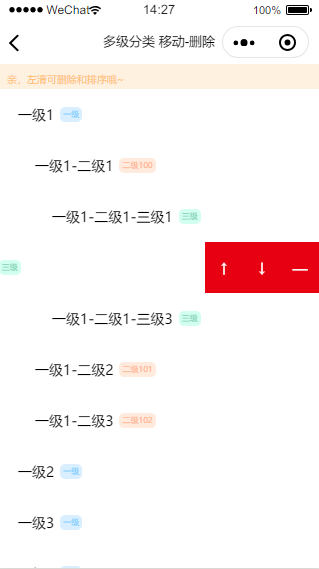 ●●●●● WeChat 14:27 100%
多级分类 移动-删除
亲，左滑可删除和排序哦~
一级1 一级
一级1-二级1 二级100
一级1-二级1-三级1 三级
三级 ↑ ↓ —
一级1-二级1-三级3 三级
一级1-二级2 二级101
一级1-二级3 二级102
一级2 一级
一级3 一级